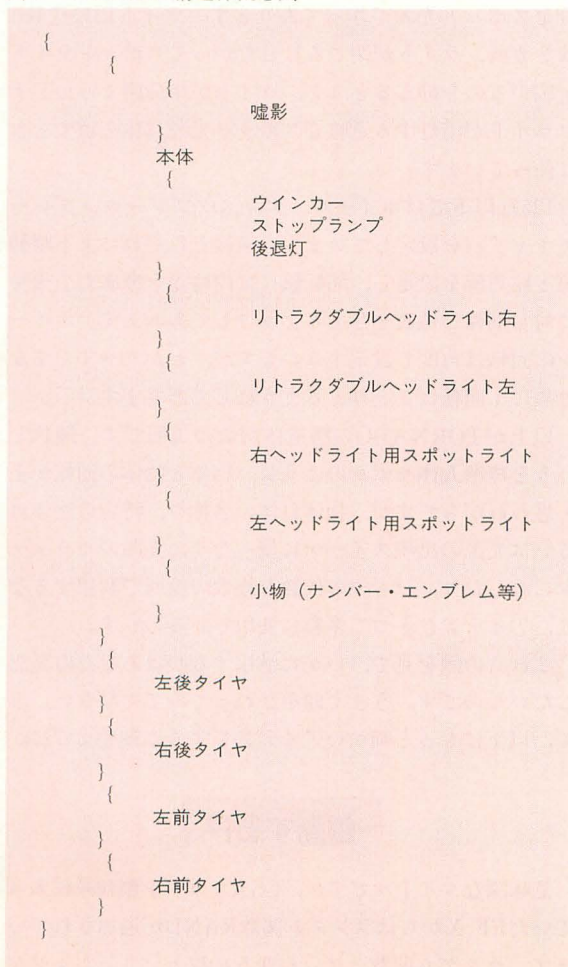 {
{
{
嘘影
}
本体
{
ウインカー
ストップランプ
後退灯
}
{
リトラクダブルヘッドライト右
}
{
リトラクダブルヘッドライト左
}
{
右ヘッドライト用スポットライト
}
{
左ヘッドライト用スポットライト
}
{
小物（ナンバー・エンブレム等）
}
}
{
左後タイヤ
}
{
右後タイヤ
}
{
左前タイヤ
}
{
右前タイヤ
}
}